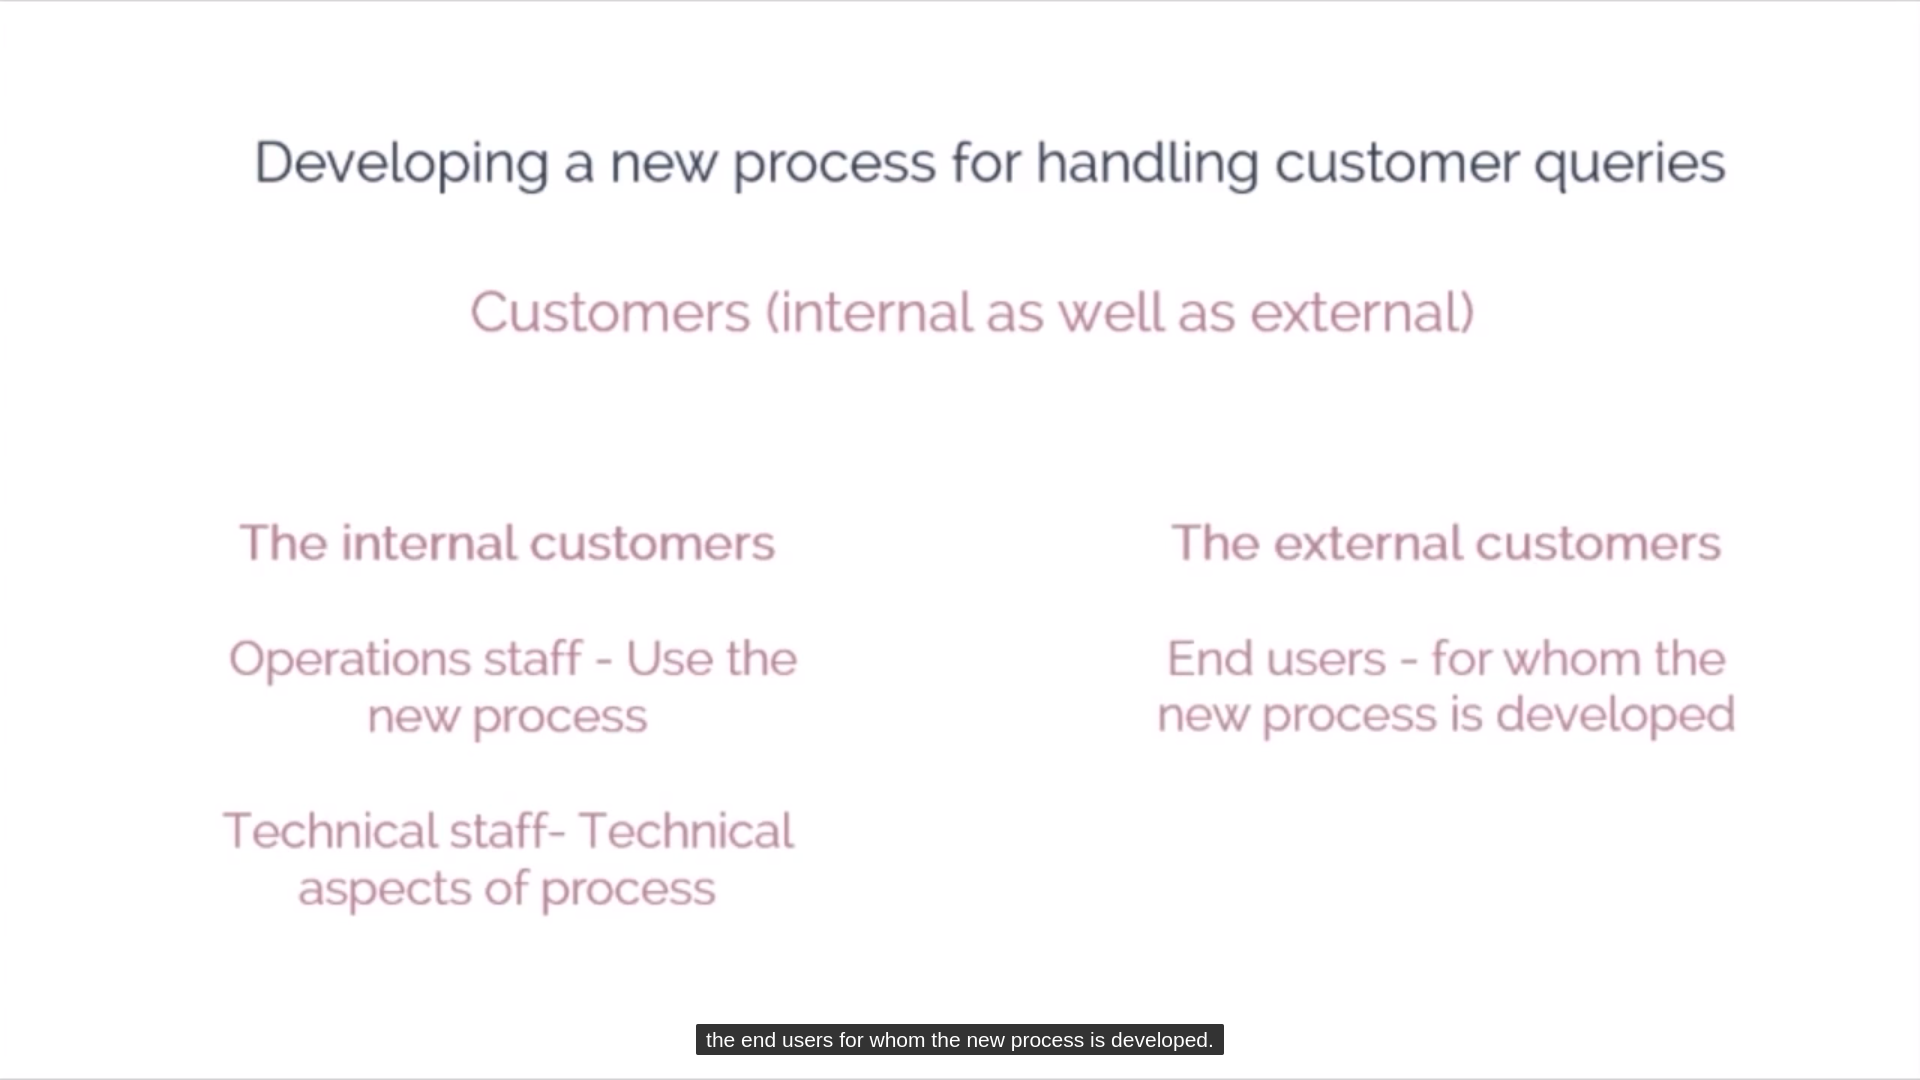 Developing a new process for handling customer queries
Customers (internal as well as external)
The internal customers
Operations staff - Use the
new process
Technical staff- Technical
aspects of process
The external customers
End users - for whom the
new process is developed
the end users for whom the new process is developed.